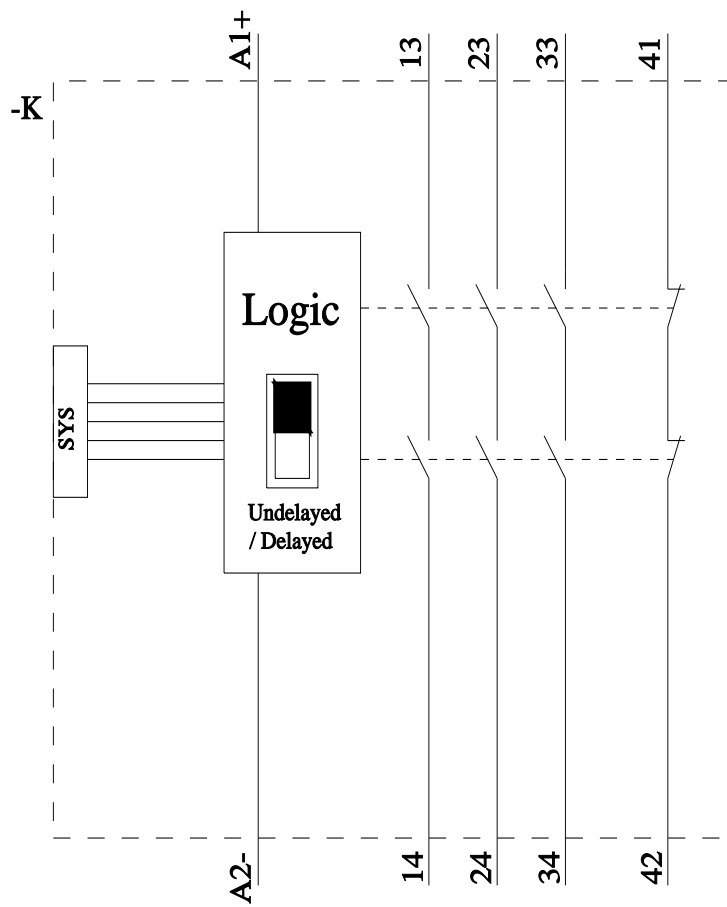 A1+
13
23
33
41
-K
Logic
SYS
Undelayed
/ Delayed
A2-
14
24
34
42